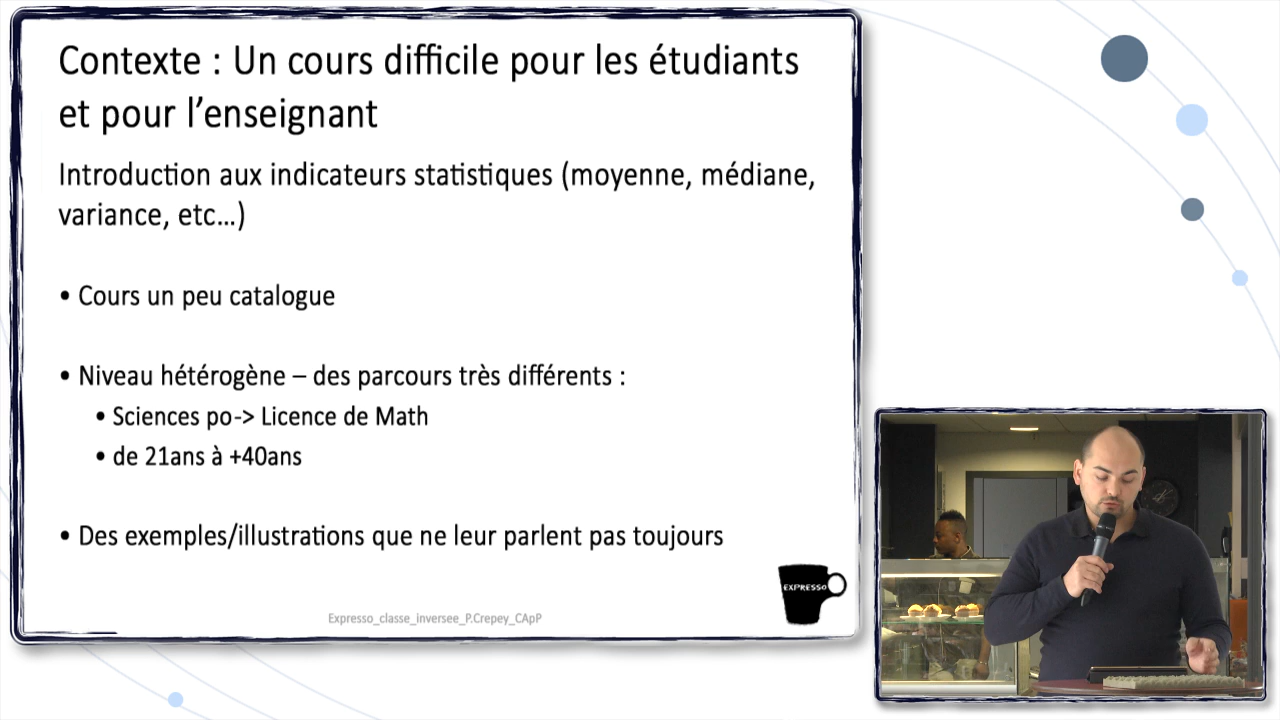 Contexte : Un cours difficile pour les étudiants
et pour l’enseignant
Introduction aux indicateurs statistiques (moyenne, médiane,
variance, etc…)
• Cours un peu catalogue
• Niveau hétérogène – des parcours très différents :
• Sciences po-> Licence de Math
• de 21ans à +40ans
• Des exemples/illustrations que ne leur parlent pas toujours
EXPRESSO
Expresso_classe_inversee_P.Crepey_CApP